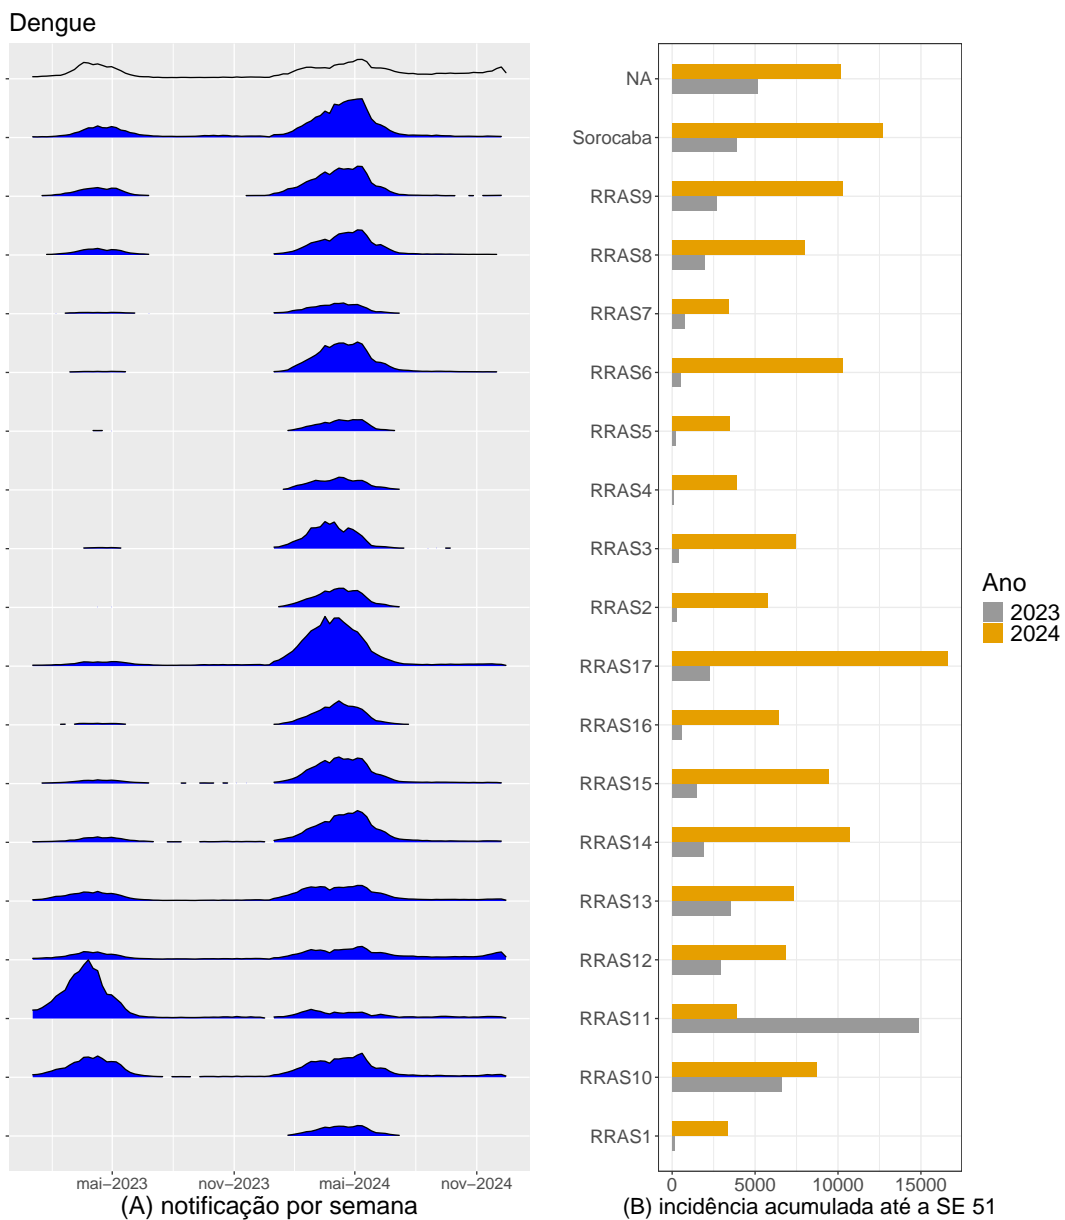 Dengue
NA
Sorocaba
RRAS9
RRAS8
RRAS7
RRAS6
RRAS5
RRAS4
RRAS3
RRAS2
RRAS17
RRAS16
RRAS15
RRAS14
RRAS13
RRAS12
RRAS11
RRAS10
RRAS1
Ano
2023
2024
mai–2023 nov–2023 mai–2024 nov–2024
0 5000 10000 15000
(A) notificação por semana
(B) incidência acumulada até a SE 51